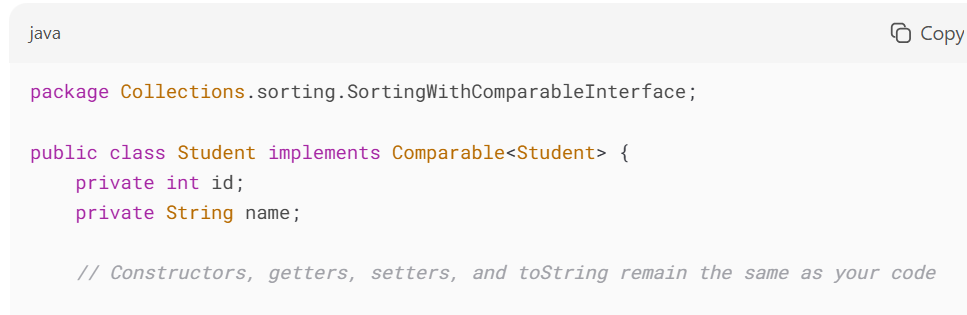 java
Copy
package Collections.sorting.SortingWithComparableInterface;
public class Student implements Comparable<Student> {
private int id;
private String name;
// Constructors, getters, setters, and toString remain the same as your code